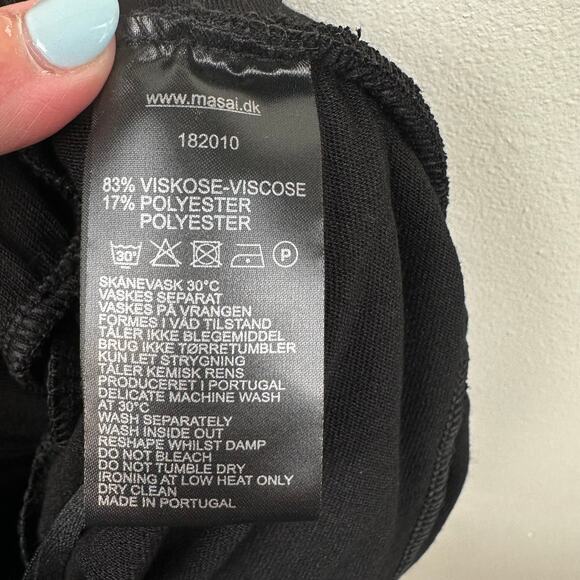 www.masai.dk
182010
83% VISKOSE-VISCOSE
17% POLYESTER
POLYESTER
30° P
SKÅNEVASK 30°C
VASKES SEPARAT
VASKES PÅ VRANGEN
FORMES I VÅD TILSTAND
TÅLER IKKE BLEGEMIDDEL
BRUG IKKE TØRRETUMBLER
KUN LET STRYGNING
TÅLER KEMISK RENS
PRODUCERET I PORTUGAL
DELICATE MACHINE WASH
AT 30°C
WASH SEPARATELY
WASH INSIDE OUT
RESHAPE WHILST DAMP
DO NOT BLEACH
DO NOT TUMBLE DRY
IRONING AT LOW HEAT ONLY
DRY CLEAN
MADE IN PORTUGAL